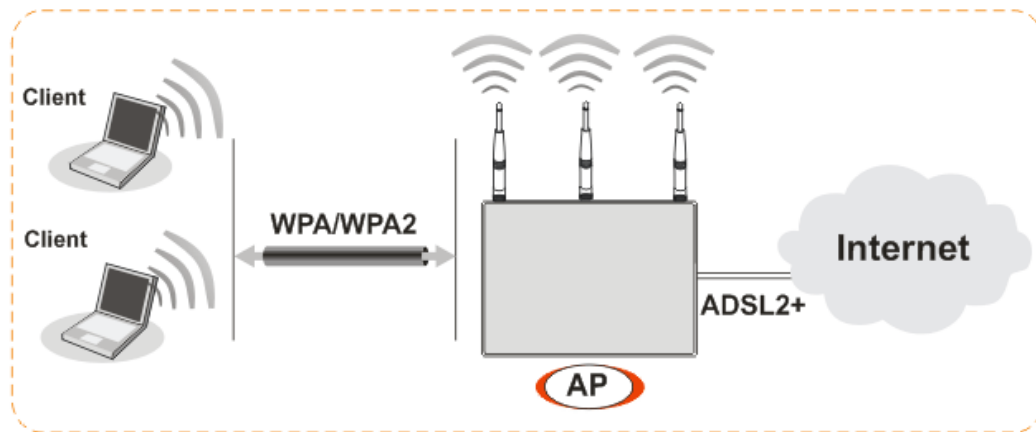 Client
Client
WPA/WPA2
AP
ADSL2+
Internet